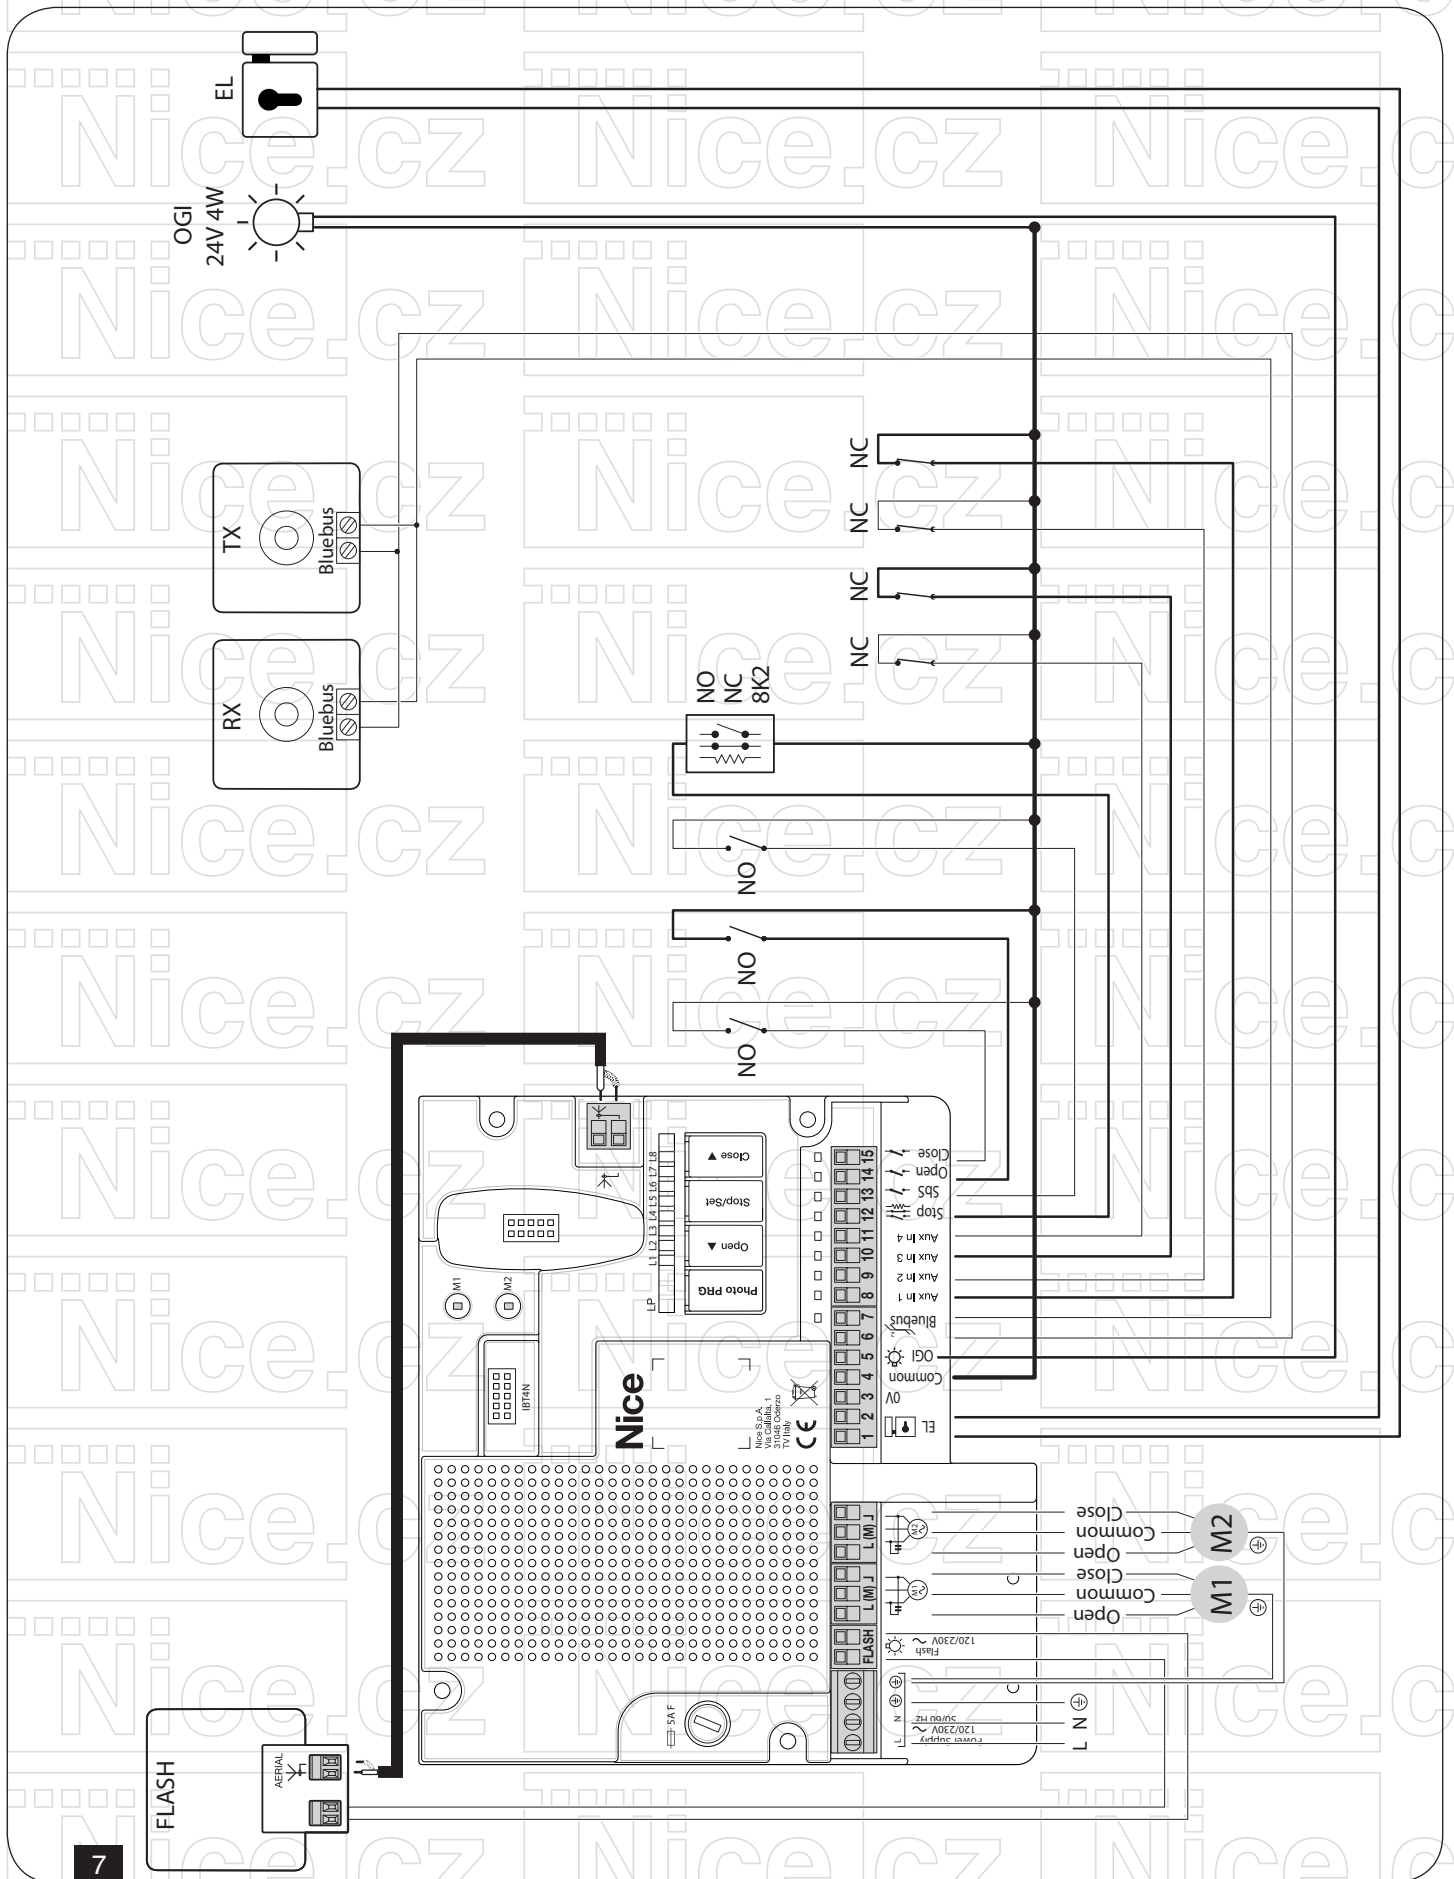 EL
OGI
24V 4W
TX
Bluebus
RX
Bluebus
NC
NC
NC
NC
NO
NC
8K2
NO
NO
NO
L1 L2 L3 L4 L5 L6 L7 L8
LP
Close ▼
Stop/Set
Open ▲
Photo PRG
M1
M2
IBT4N
Nice
Nice S.p.A.
Via Callalta, 1
31046 Oderzo
TV Italy
CE
15 Close
14 Open
13 SbS
12 Stop
11 Aux In 4
10 Aux In 3
9 Aux In 2
8 Aux In 1
7 Bluebus
6
5 OGI
4 Common
3 0V
2 EL
1
L (M) L
M2
Close
Common
Open
M2
L (M) L
M1
Close
Common
Open
M1
FLASH
Flash
120/230V ~
L N
Power Supply
120/230V ~
50/60 Hz
L N
5 A F
FLASH
AERIAL
7
Nice.cz